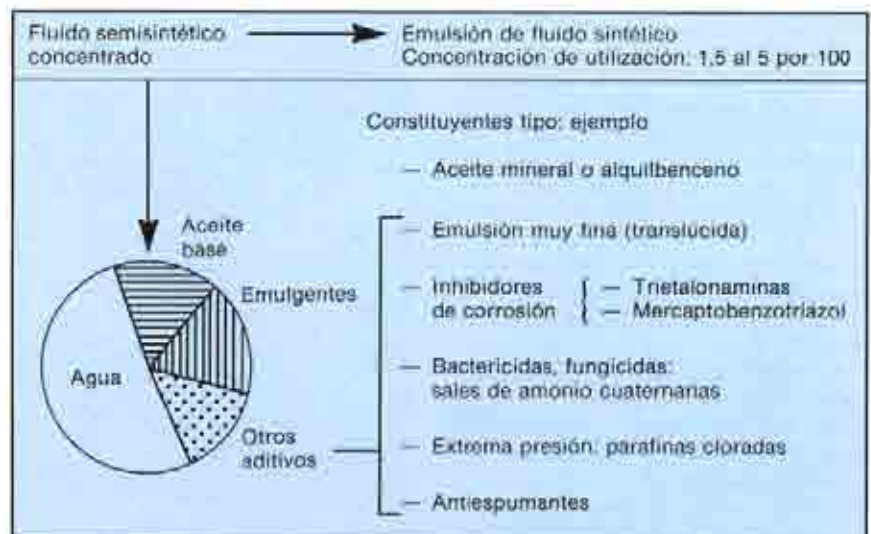 Fluido semisintético
concentrado
Emulsión de fluido sintético
Concentración de utilización: 1,5 al 5 por 100
Constituyentes tipo: ejemplo
— Aceite mineral o alquilbenceno
Aceite
base
Emulgentes
Agua
Otros
aditivos
— Emulsión muy fina (translúcida)
— Inhibidores
de corrosión
— Trietalonaminas
— Mercaptobenzotriazol
— Bactericidas, fungicidas:
sales de amonio cuaternarias
— Extrema presión: parafinas cloradas
— Antiespumantes